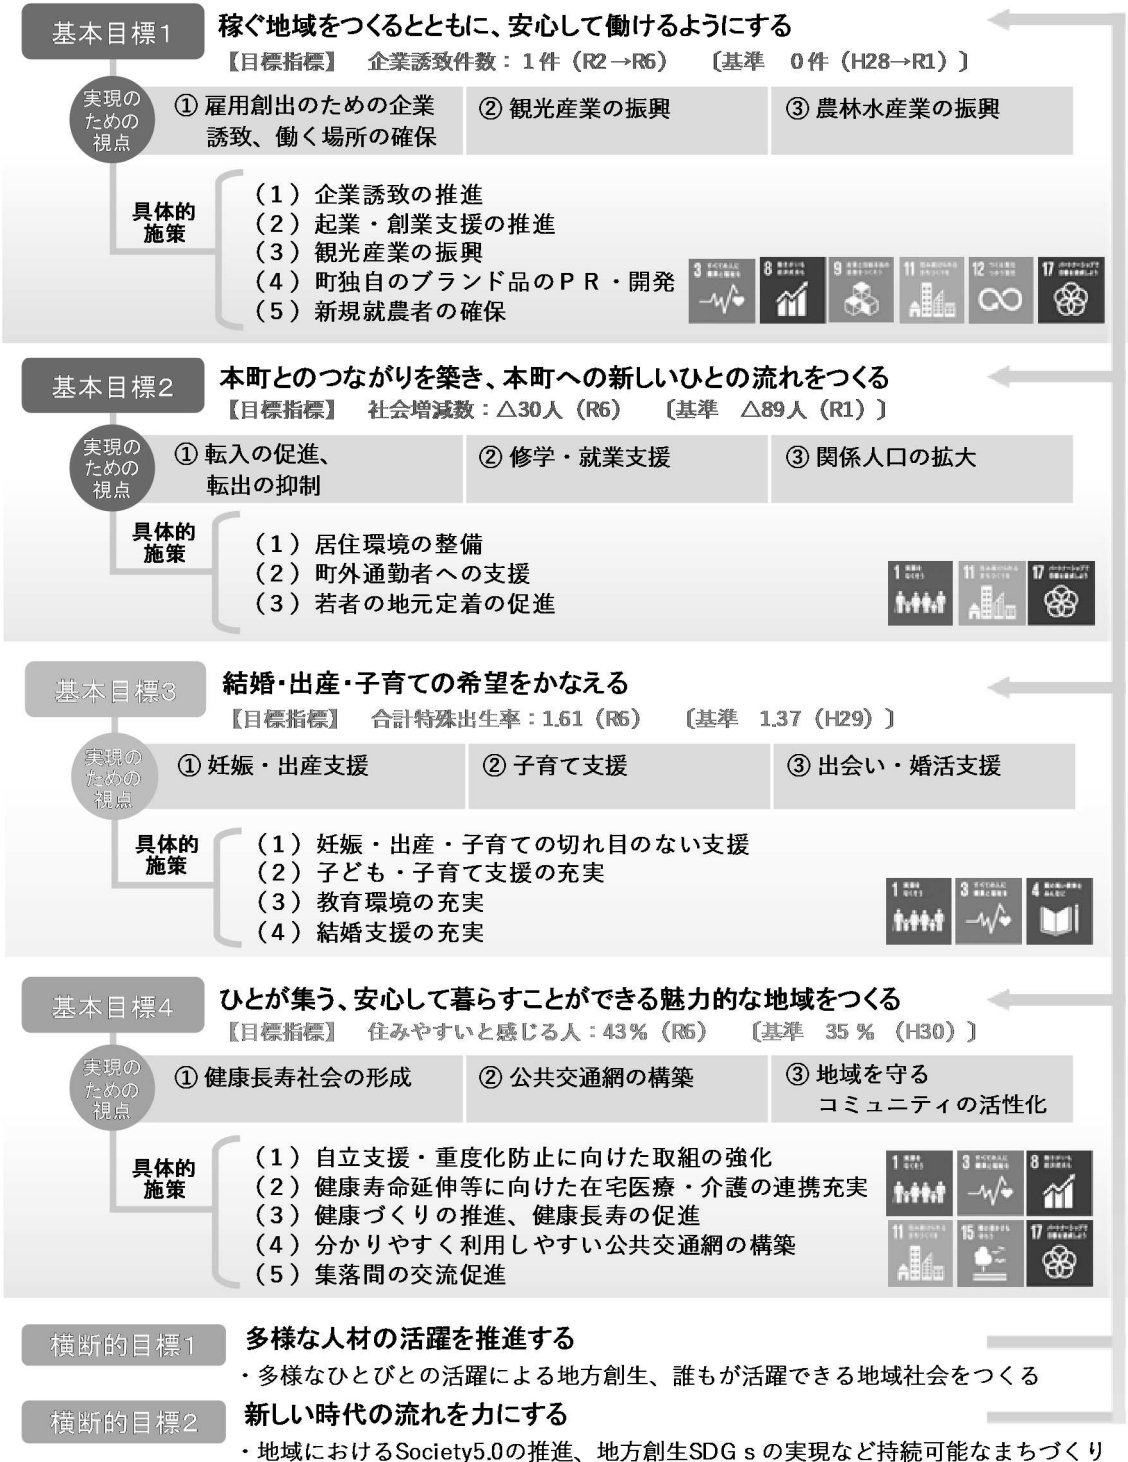 基本目標1
稼ぐ地域をつくるとともに、安心して働けるようにする
【目標指標】 企業誘致件数：1件（R2→R6） 〔基準 0件（H28→R1）〕
実現の
ための
視点
① 雇用創出のための企業
誘致、働く場所の確保
② 観光産業の振興
③ 農林水産業の振興
具体的
施策
（1）企業誘致の推進
（2）起業・創業支援の推進
（3）観光産業の振興
（4）町独自のブランド品のＰＲ・開発
（5）新規就農者の確保
3
8
9
11
12
17
基本目標2
本町とのつながりを築き、本町への新しいひとの流れをつくる
【目標指標】 社会増減数：△30人（R6） 〔基準 △89人（R1）〕
実現の
ための
視点
① 転入の促進、
転出の抑制
② 修学・就業支援
③ 関係人口の拡大
具体的
施策
（1）居住環境の整備
（2）町外通勤者への支援
（3）若者の地元定着の促進
1
11
17
基本目標3
結婚・出産・子育ての希望をかなえる
【目標指標】 合計特殊出生率：1.61（R6） 〔基準 1.37（H29）〕
実現の
ための
視点
① 妊娠・出産支援
② 子育て支援
③ 出会い・婚活支援
具体的
施策
（1）妊娠・出産・子育ての切れ目のない支援
（2）子ども・子育て支援の充実
（3）教育環境の充実
（4）結婚支援の充実
1
3
4
基本目標4
ひとが集う、安心して暮らすことができる魅力的な地域をつくる
【目標指標】 住みやすいと感じる人：43％（R6） 〔基準 35％（H30）〕
実現の
ための
視点
① 健康長寿社会の形成
② 公共交通網の構築
③ 地域を守る
コミュニティの活性化
具体的
施策
（1）自立支援・重度化防止に向けた取組の強化
（2）健康寿命延伸等に向けた在宅医療・介護の連携充実
（3）健康づくりの推進、健康長寿の促進
（4）分かりやすく利用しやすい公共交通網の構築
（5）集落間の交流促進
1
3
8
11
15
17
横断的目標1
多様な人材の活躍を推進する
・多様なひとびとの活躍による地方創生、誰もが活躍できる地域社会をつくる
横断的目標2
新しい時代の流れを力にする
・地域におけるSociety5.0の推進、地方創生SDGｓの実現など持続可能なまちづくり